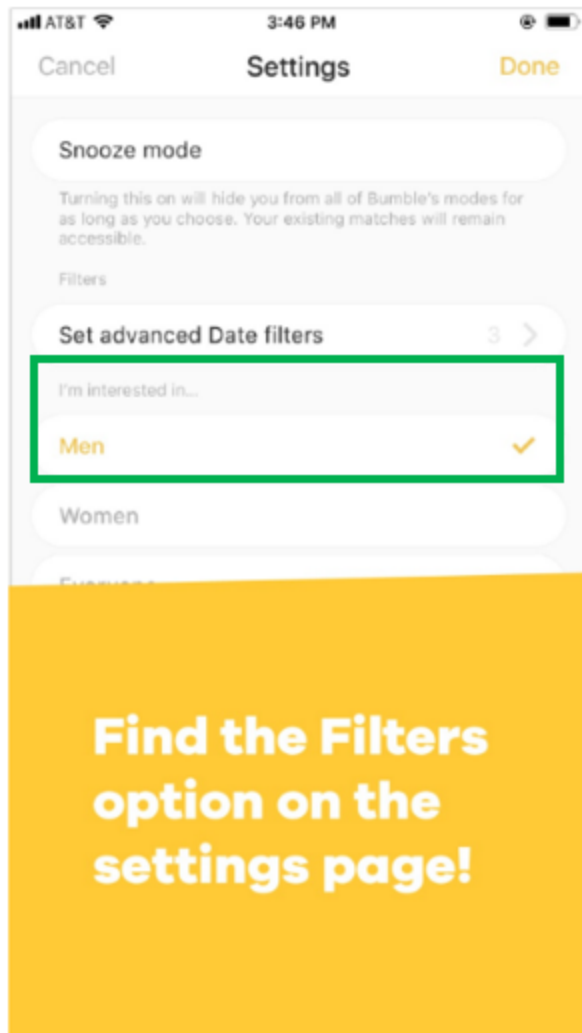 AT&T 3:46 PM
Cancel Settings Done
Snooze mode
Turning this on will hide you from all of Bumble's modes for
as long as you choose. Your existing matches will remain
accessible.
Filters
Set advanced Date filters 3
I'm interested in...
Men
Women
Everyone
Find the Filters
option on the
settings page!